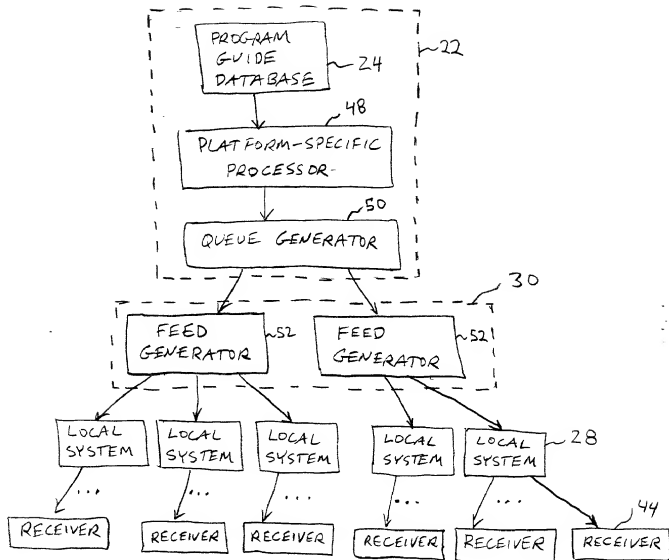 PROGRAM
GUIDE
DATABASE
24
22
48
PLATFORM-SPECIFIC
PROCESSOR
50
QUEUE GENERATOR
30
FEED
GENERATOR
52
FEED
GENERATOR
52
LOCAL
SYSTEM
LOCAL
SYSTEM
LOCAL
SYSTEM
LOCAL
SYSTEM
LOCAL
SYSTEM
28
...
...
...
...
...
44
RECEIVER
RECEIVER
RECEIVER
RECEIVER
RECEIVER
RECEIVER